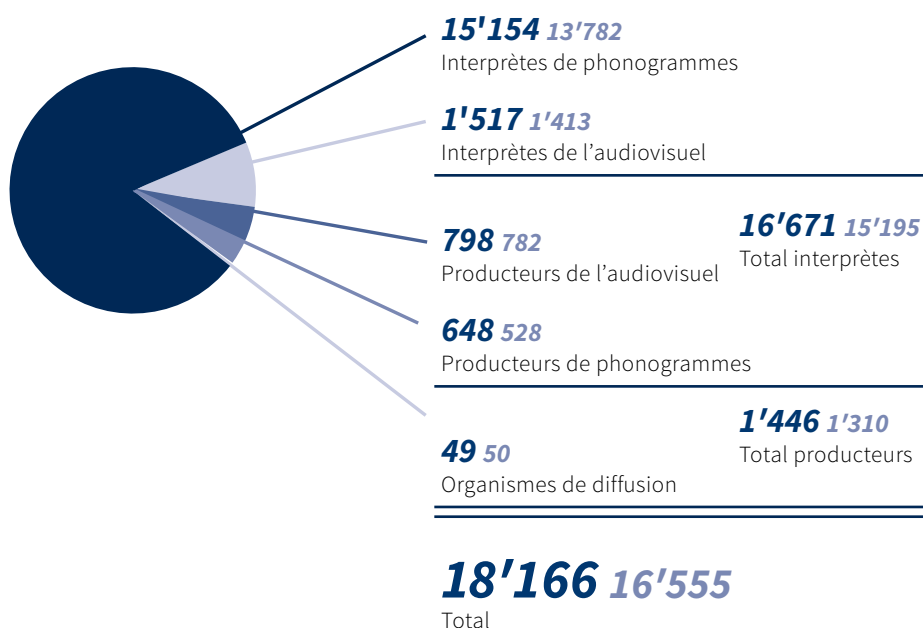 15'154 13'782
Interprètes de phonogrammes
1'517 1'413
Interprètes de l’audiovisuel
798 782
Producteurs de l’audiovisuel
16'671 15'195
Total interprètes
648 528
Producteurs de phonogrammes
1'446 1'310
Total producteurs
49 50
Organismes de diffusion
18'166 16'555
Total